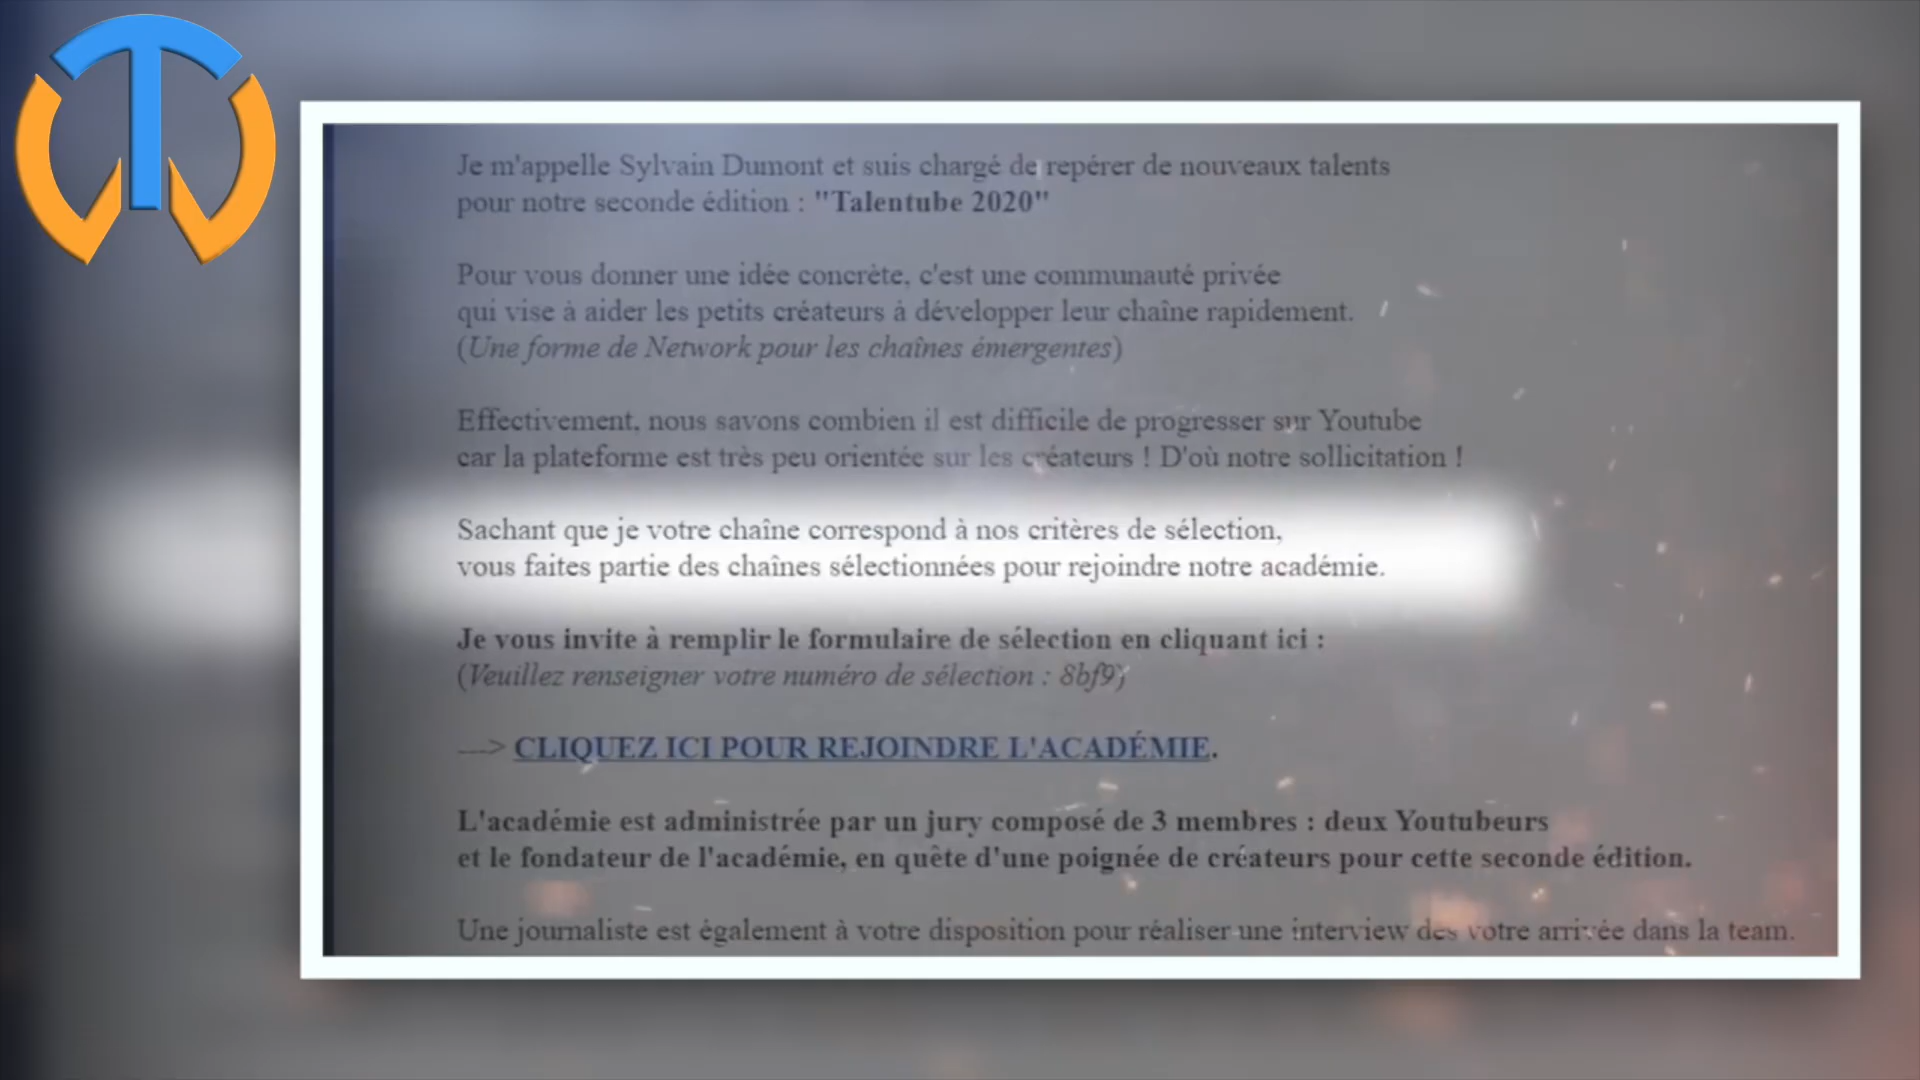 Je m'appelle Sylvain Dumont et suis chargé de repérer de nouveaux talents
pour notre seconde édition : "Talentube 2020"
Pour vous donner une idée concrète, c'est une communauté privée
qui vise à aider les petits créateurs à développer leur chaîne rapidement.
(Une forme de Network pour les chaînes émergentes)
Effectivement, nous savons combien il est difficile de progresser sur Youtube
car la plateforme est très peu orientée sur les créateurs ! D'où notre sollicitation !
Sachant que je votre chaîne correspond à nos critères de sélection,
vous faites partie des chaînes sélectionnées pour rejoindre notre académie.
Je vous invite à remplir le formulaire de sélection en cliquant ici :
(Veuillez renseigner votre numéro de sélection : 8bf9)
---> CLIQUEZ ICI POUR REJOINDRE L'ACADÉMIE.
L'académie est administrée par un jury composé de 3 membres : deux Youtubeurs
et le fondateur de l'académie, en quête d'une poignée de créateurs pour cette seconde édition.
Une journaliste est également à votre disposition pour réaliser une interview des votre arrivée dans la team.